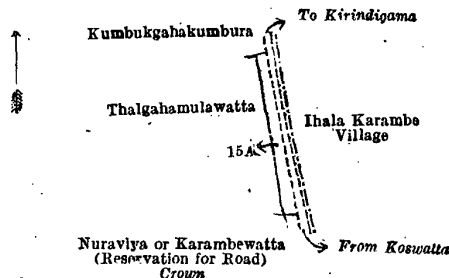 To Kirindigama
Kumbukgahakumbura
Thalgahamulawatta
Ihala Karambe
Village
15A
Nuraviya or Karambewatta
(Reservation for Road)
Crown
From Koswatta